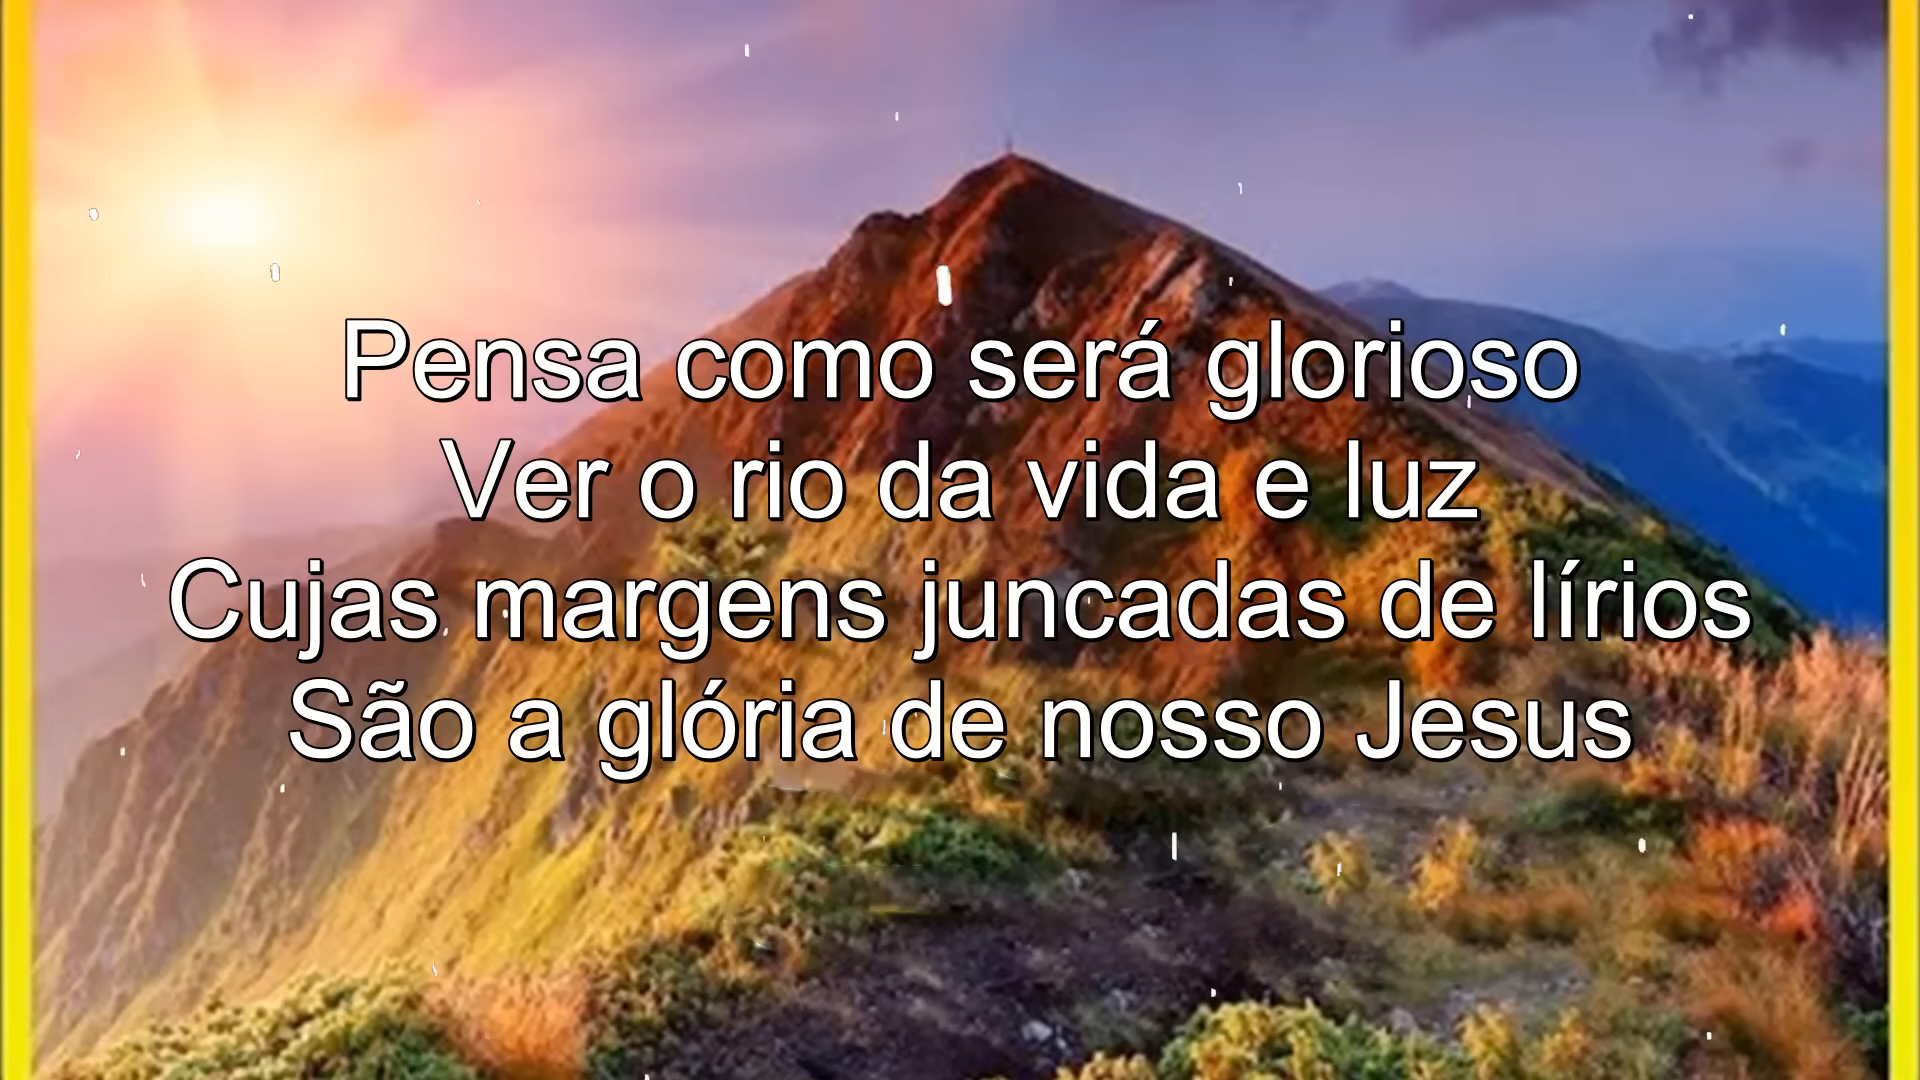 Pensa como será glorioso
Ver o rio da vida e luz
Cujas margens juncadas de lírios
São a glória de nosso Jesus